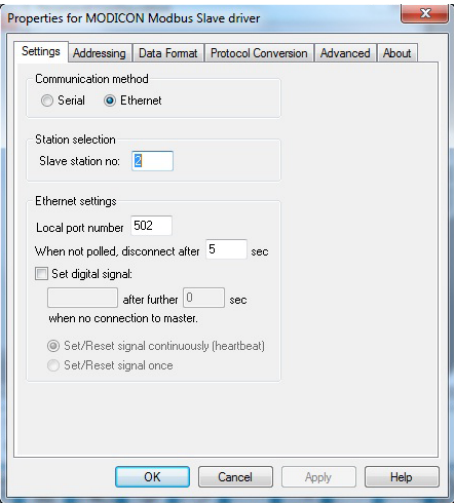 Properties for MODICON Modbus Slave driver
Settings Addressing Data Format Protocol Conversion Advanced About
Communication method
Serial Ethernet
Station selection
Slave station no: 2
Ethernet settings
Local port number 502
When not polled, disconnect after 5 sec
Set digital signal:
after further 0 sec
when no connection to master.
Set/Reset signal continuously (heartbeat)
Set/Reset signal once
OK Cancel Apply Help